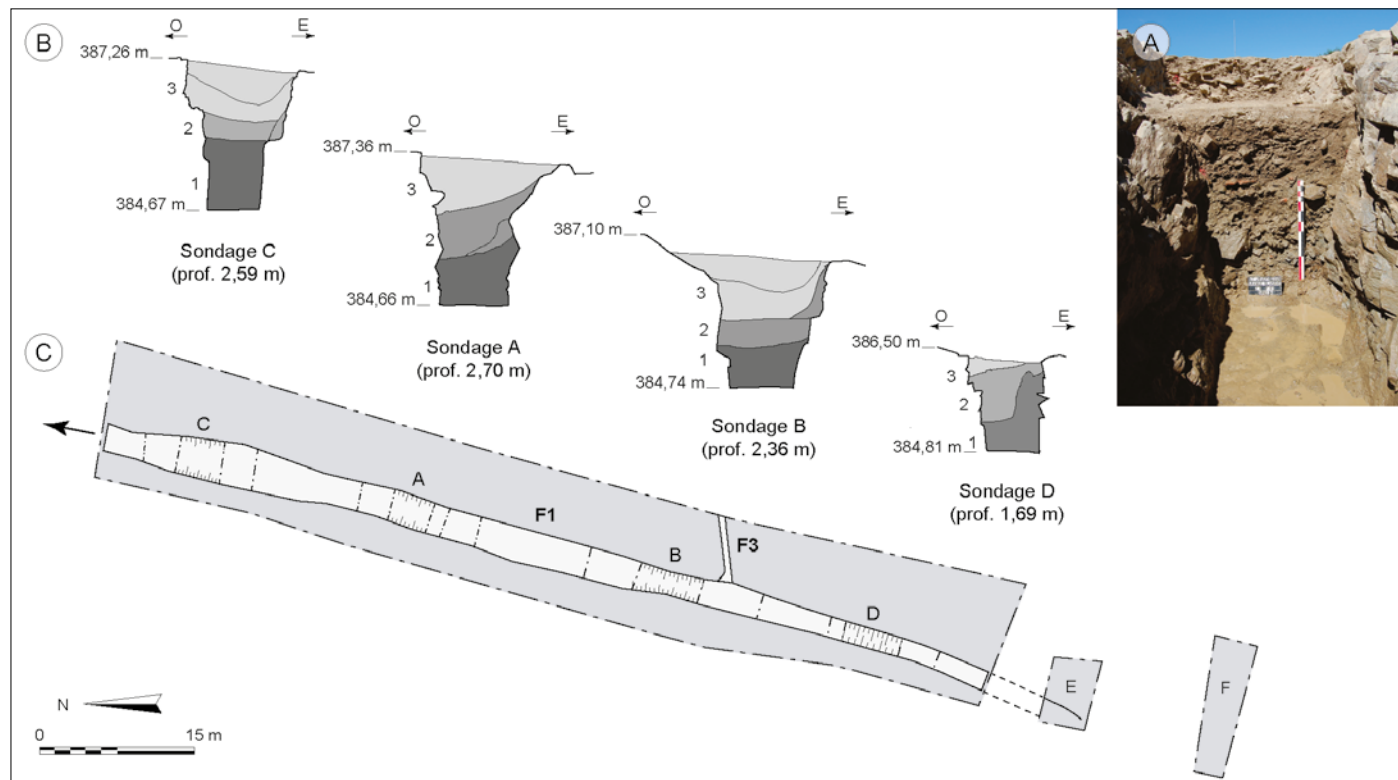 B
O E
387,26 m
3
2
1
384,67 m
Sondage C
(prof. 2,59 m)
O E
387,36 m
3
2
1
384,66 m
Sondage A
(prof. 2,70 m)
O E
387,10 m
3
2
1
384,74 m
Sondage B
(prof. 2,36 m)
O E
386,50 m
3
2
384,81 m 1
Sondage D
(prof. 1,69 m)
A
C
C
A
F1
B
F3
D
E
F
N
0 15 m